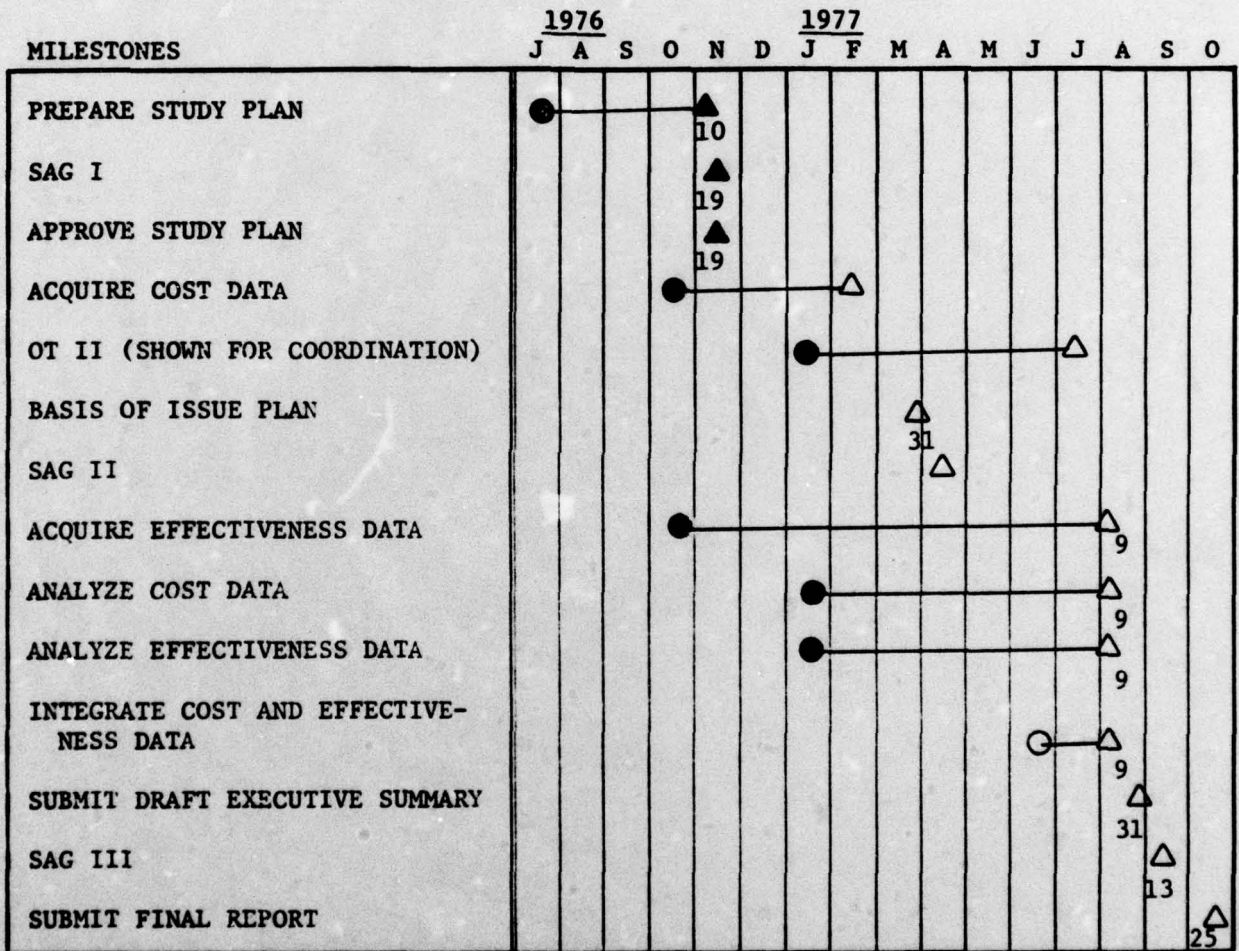 1976 1977
MILESTONES J A S O N D J F M A M J J A S O
PREPARE STUDY PLAN
10
SAG I
19
APPROVE STUDY PLAN
19
ACQUIRE COST DATA
OT II (SHOWN FOR COORDINATION)
BASIS OF ISSUE PLAN
31
SAG II
ACQUIRE EFFECTIVENESS DATA
9
ANALYZE COST DATA
9
ANALYZE EFFECTIVENESS DATA
9
INTEGRATE COST AND EFFECTIVE-
NESS DATA
9
SUBMIT DRAFT EXECUTIVE SUMMARY
31
SAG III
13
SUBMIT FINAL REPORT
25